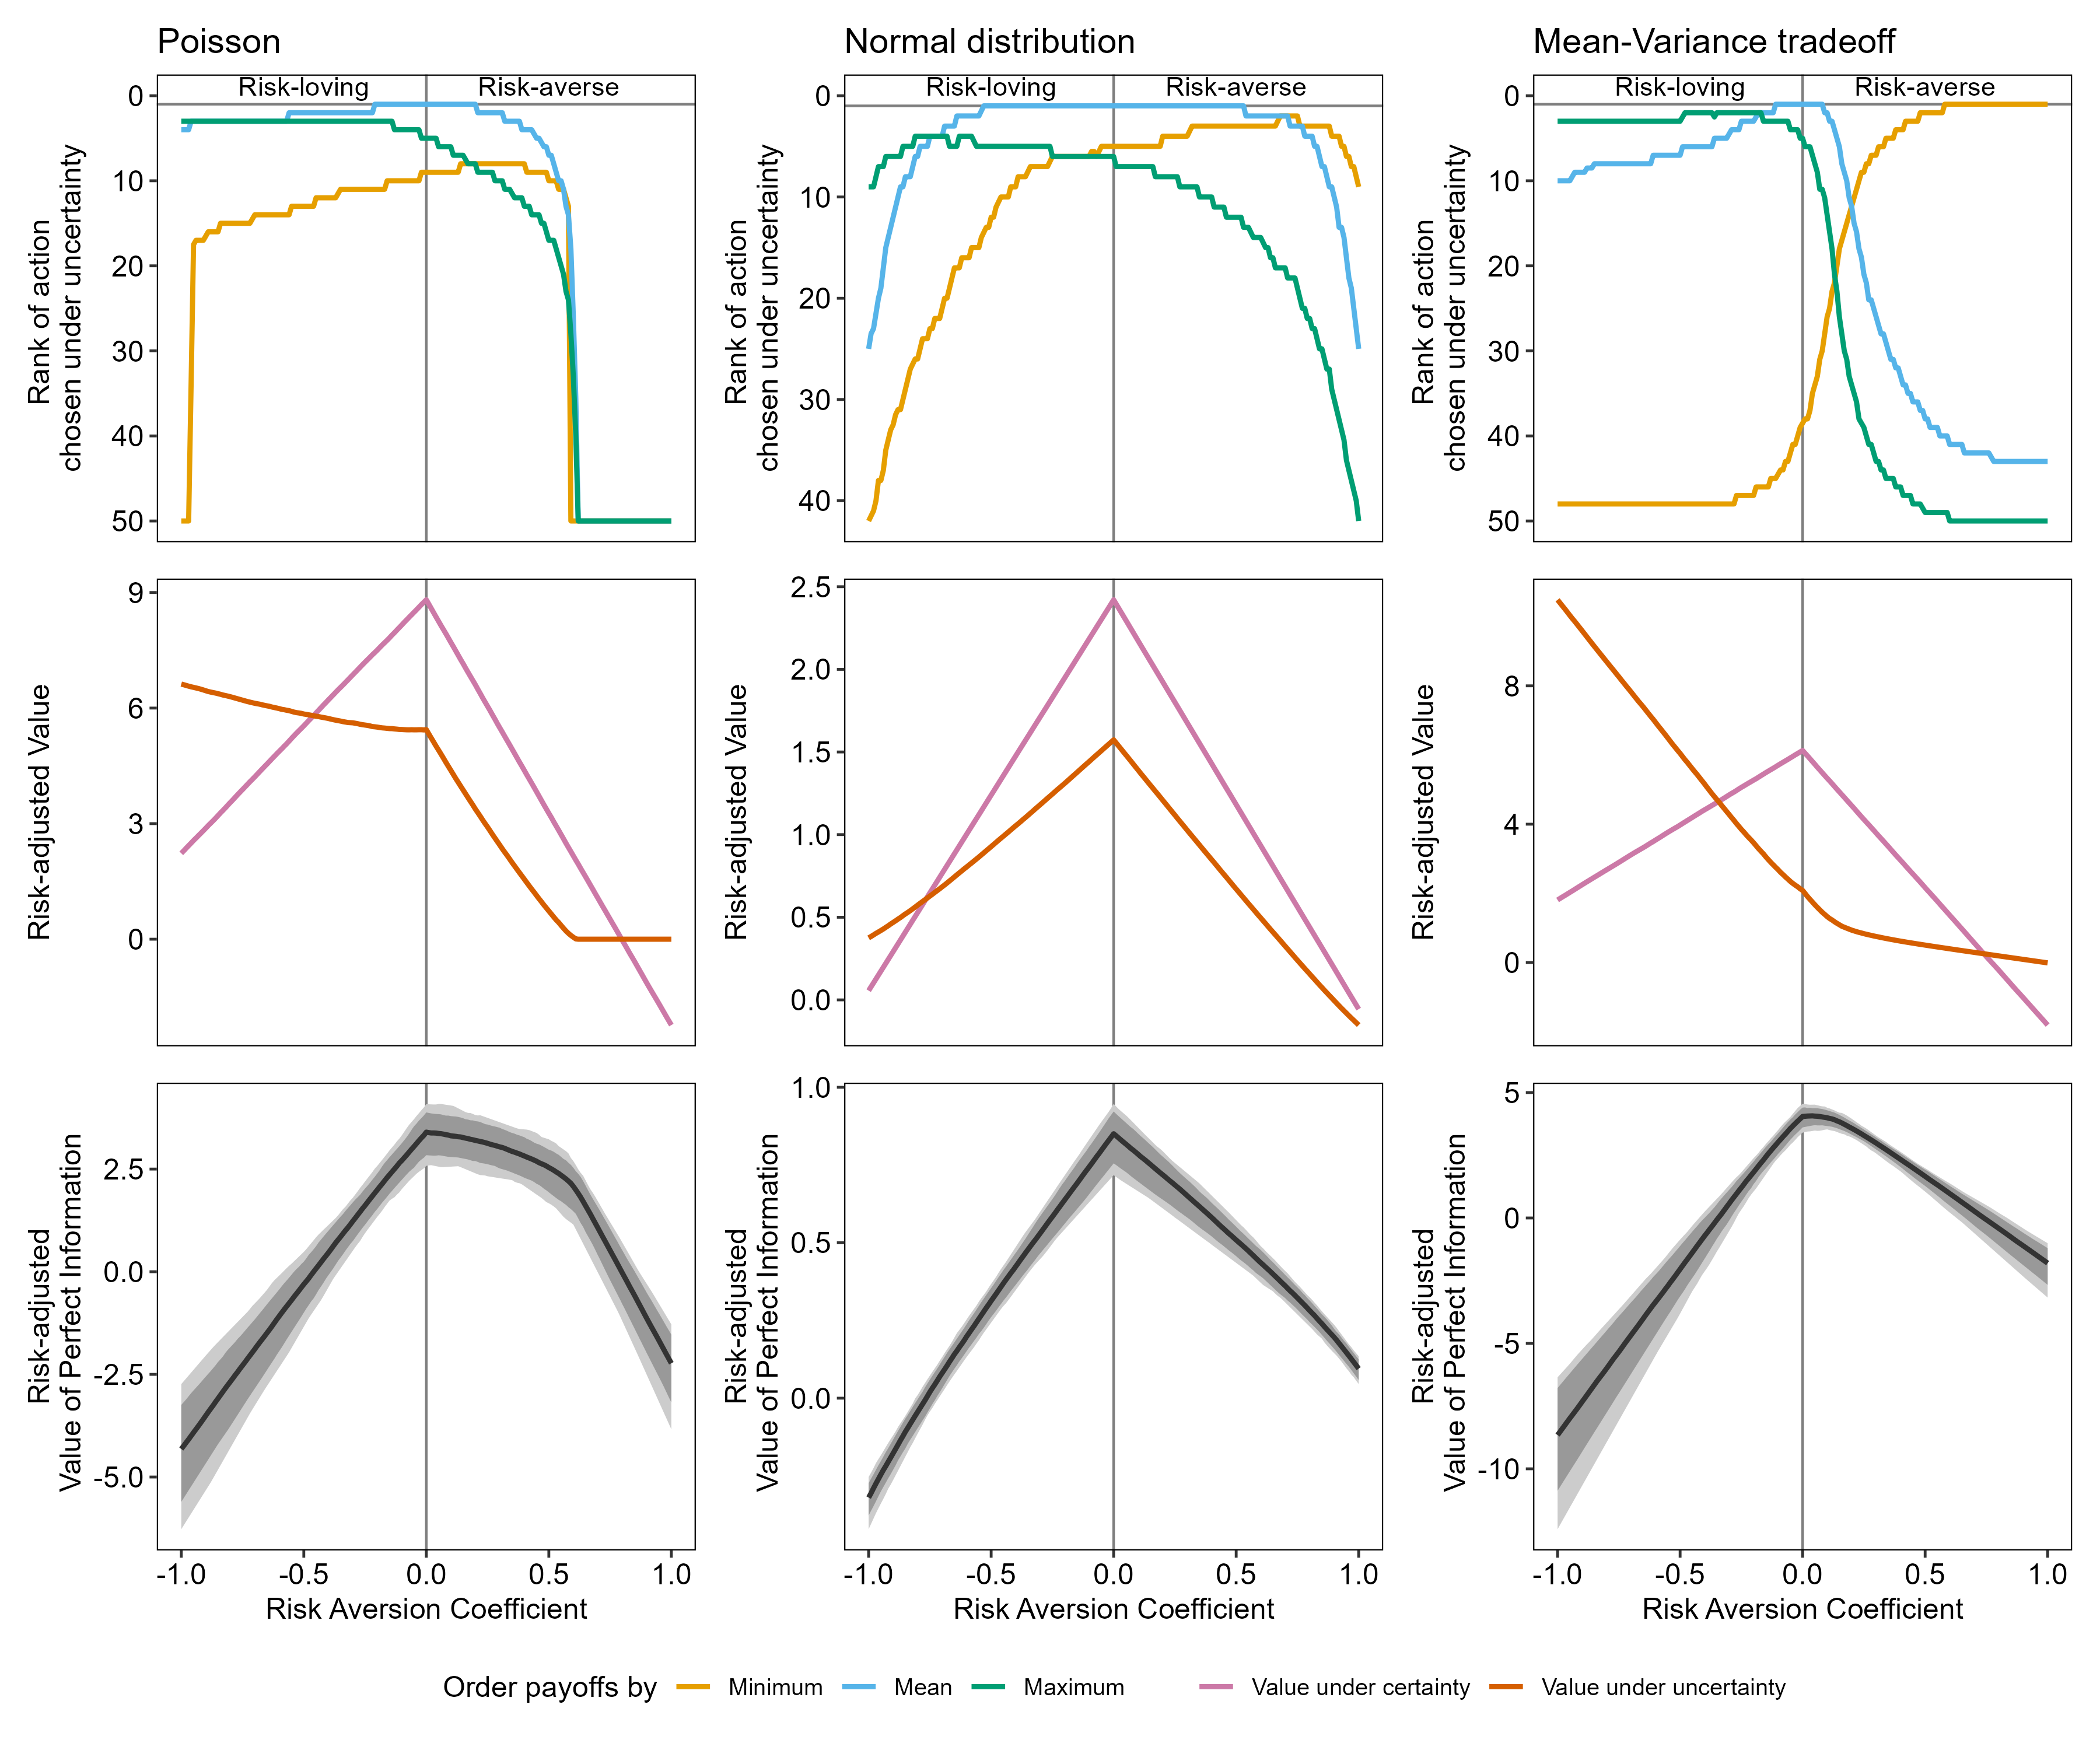 Poisson
Normal distribution
Mean-Variance tradeoff
Risk-loving
Risk-averse
Risk-loving
Risk-averse
Risk-loving
Risk-averse
Rank of action
chosen under uncertainty
0
10
20
30
40
50
Rank of action
chosen under uncertainty
0
10
20
30
40
Rank of action
chosen under uncertainty
0
10
20
30
40
50
Risk-adjusted Value
9
6
3
0
Risk-adjusted Value
2.5
2.0
1.5
1.0
0.5
0.0
Risk-adjusted Value
8
4
0
Risk-adjusted
Value of Perfect Information
2.5
0.0
-2.5
-5.0
Risk-adjusted
Value of Perfect Information
1.0
0.5
0.0
Risk-adjusted
Value of Perfect Information
5
0
-5
-10
-1.0 -0.5 0.0 0.5 1.0
-1.0 -0.5 0.0 0.5 1.0
-1.0 -0.5 0.0 0.5 1.0
Risk Aversion Coefficient
Risk Aversion Coefficient
Risk Aversion Coefficient
Order payoffs by Minimum Mean Maximum Value under certainty Value under uncertainty